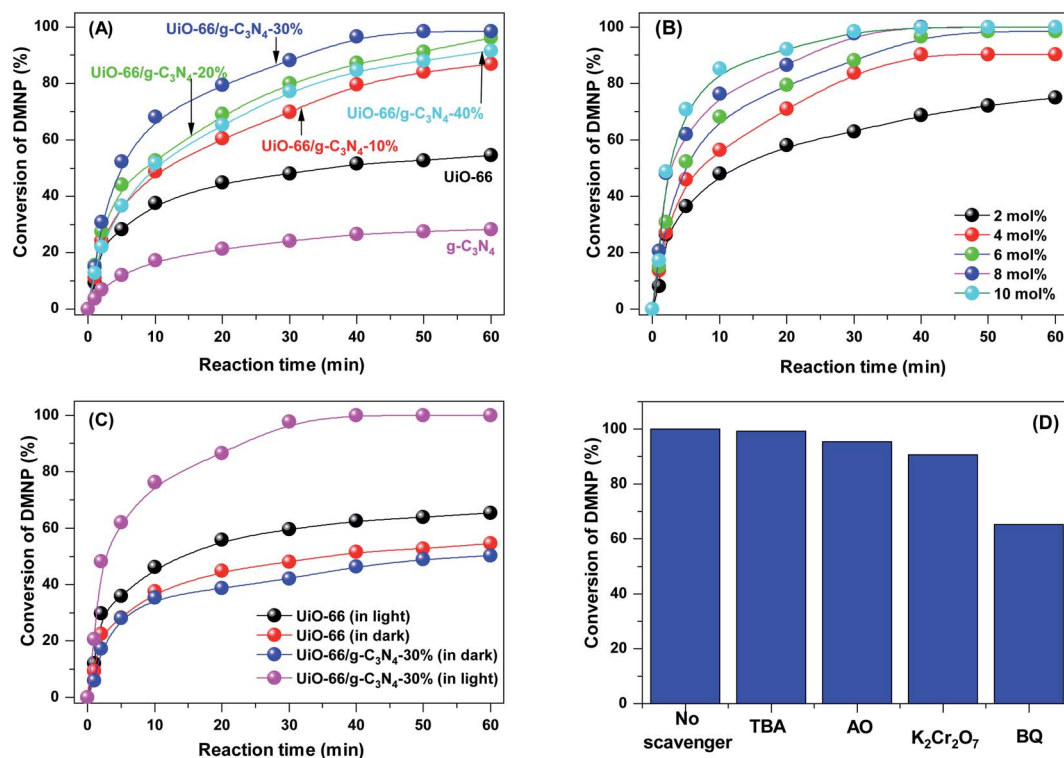 (A)
Conversion of DMNP (%)
100
80
60
40
20
0
UiO-66/g-C₃N₄-30%
UiO-66/g-C₃N₄-20%
UiO-66/g-C₃N₄-40%
UiO-66/g-C₃N₄-10%
UiO-66
g-C₃N₄
0 10 20 30 40 50 60
Reaction time (min)
(B)
Conversion of DMNP (%)
100
80
60
40
20
0
2 mol%
4 mol%
6 mol%
8 mol%
10 mol%
0 10 20 30 40 50 60
Reaction time (min)
(C)
Conversion of DMNP (%)
100
80
60
40
20
0
UiO-66 (in light)
UiO-66 (in dark)
UiO-66/g-C₃N₄-30% (in dark)
UiO-66/g-C₃N₄-30% (in light)
0 10 20 30 40 50 60
Reaction time (min)
(D)
Conversion of DMNP (%)
100
80
60
40
20
0
No
scavenger
TBA
AO
K₂Cr₂O₇
BQ